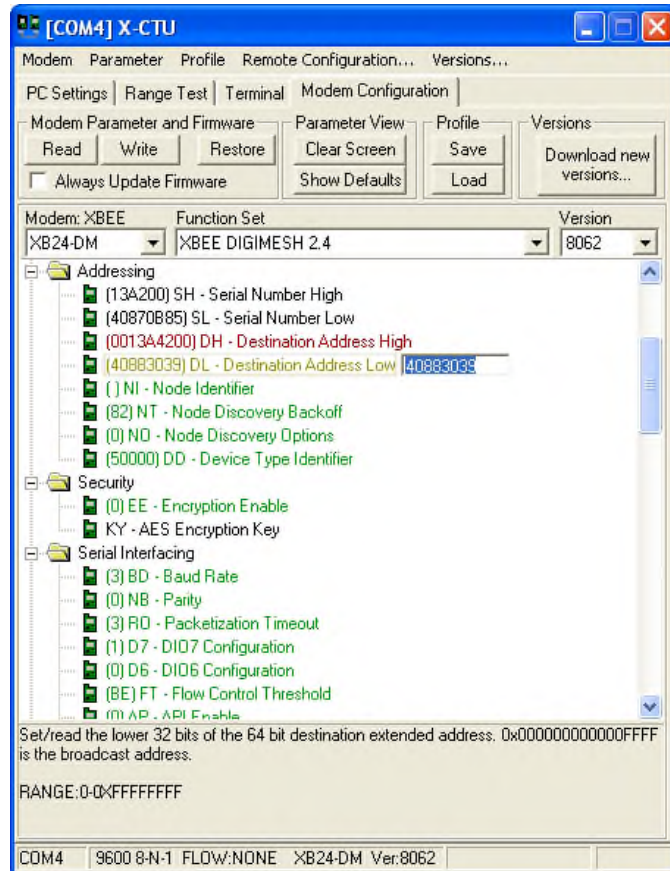 [COM4] X-CTU
Modem Parameter Profile Remote Configuration... Versions...
PC Settings Range Test Terminal Modem Configuration
Modem Parameter and Firmware Parameter View Profile Versions
Read Write Restore Clear Screen Save Download new versions...
Always Update Firmware Show Defaults Load
Modem: XBEE Function Set Version
XB24-DM XBEE DIGIMESH 2.4 8062
Addressing
(13A200) SH - Serial Number High
(40870B85) SL - Serial Number Low
(0013A4200) DH - Destination Address High
(40883039) DL - Destination Address Low 40883039
( ) NI - Node Identifier
(82) NT - Node Discovery Backoff
(0) NO - Node Discovery Options
(50000) DD - Device Type Identifier
Security
(0) EE - Encryption Enable
KY - AES Encryption Key
Serial Interfacing
(3) BD - Baud Rate
(0) NB - Parity
(3) RO - Packetization Timeout
(1) D7 - DIO7 Configuration
(0) D6 - DIO6 Configuration
(BE) FT - Flow Control Threshold
(0) AP - API Enable
Set/read the lower 32 bits of the 64 bit destination extended address. 0x000000000000FFFF
is the broadcast address.
RANGE:0-0XFFFFFFFF
COM4 9600 8-N-1 FLOW:NONE XB24-DM Ver:8062